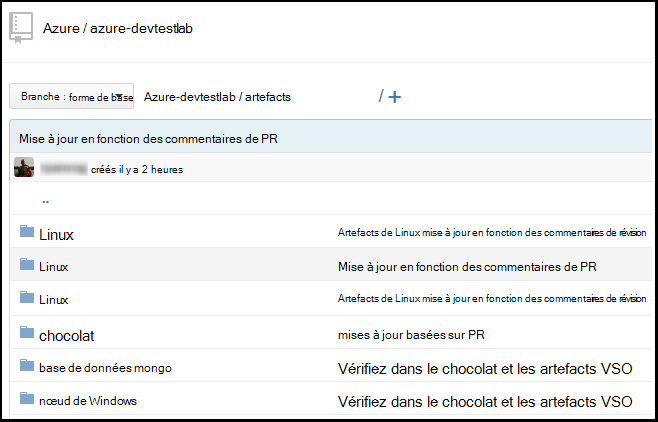 Azure / azure-devtestlab
Branche : forme de base Azure-devtestlab / artefacts / +
Mise à jour en fonction des commentaires de PR
créés il y a 2 heures
..
Linux Artefacts de Linux mise à jour en fonction des commentaires de révision
Linux Mise à jour en fonction des commentaires de PR
Linux Artefacts de Linux mise à jour en fonction des commentaires de révision
chocolat mises à jour basées sur PR
base de données mongo Vérifiez dans le chocolat et les artefacts VSO
nœud de Windows Vérifiez dans le chocolat et les artefacts VSO